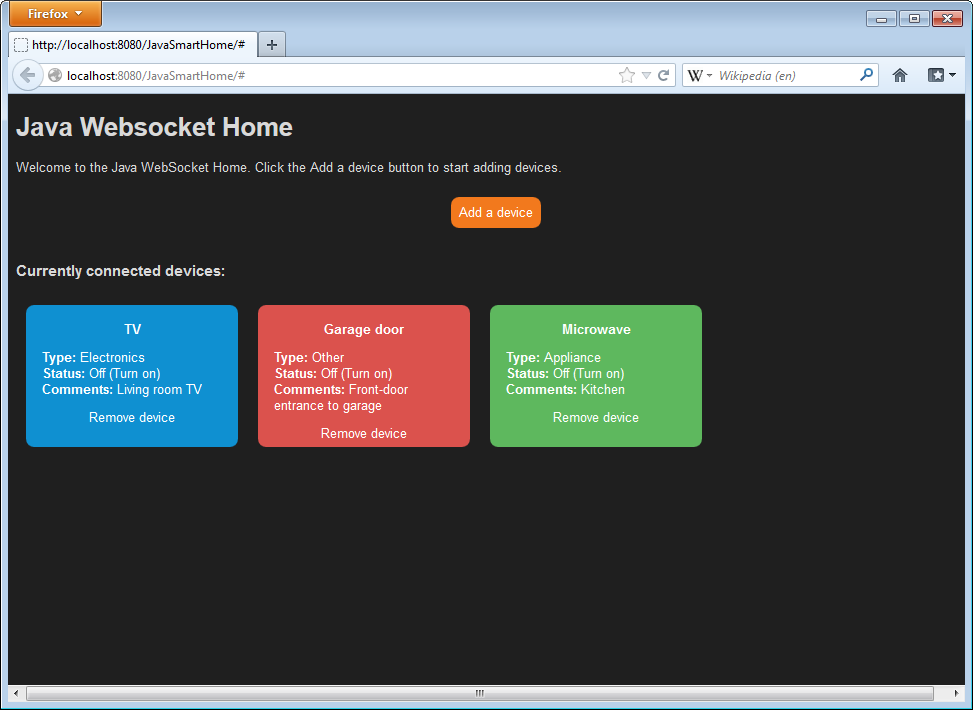 Firefox
http://localhost:8080/JavaSmartHome/#
localhost:8080/JavaSmartHome/#
W
Wikipedia (en)
Java Websocket Home
Welcome to the Java WebSocket Home. Click the Add a device button to start adding devices.
Add a device
Currently connected devices:
TV
Type: Electronics
Status: Off (Turn on)
Comments: Living room TV
Remove device
Garage door
Type: Other
Status: Off (Turn on)
Comments: Front-door
entrance to garage
Remove device
Microwave
Type: Appliance
Status: Off (Turn on)
Comments: Kitchen
Remove device